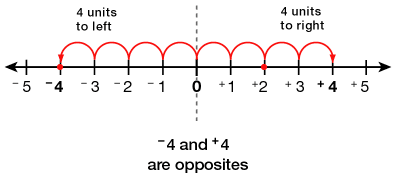 4 units
to left
4 units
to right
⁻5 ⁻4 ⁻3 ⁻2 ⁻1 0 ⁺1 ⁺2 ⁺3 ⁺4 ⁺5
⁻4 and ⁺4
are opposites